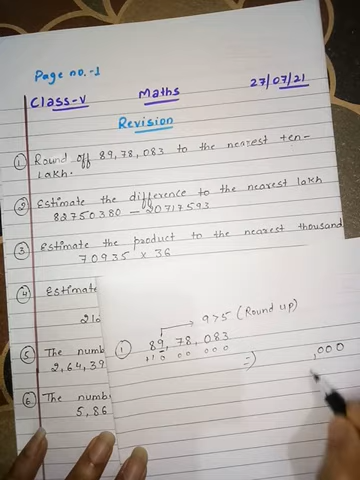 Page no.-1
Class-V Maths 27/07/21
Revision
① Round off 89,78,083 to the nearest ten-
Lakh.
② Estimate the difference to the nearest lakh
82750380 - 20717593
③ Estimate the product to the nearest thousand
70935 × 36
④ Estimate
210
⑤ The numb
2,64,39
⑥ The numb
5,86
9>5 (Round up)
① 89,78,083
+10 00 000
=) ,000